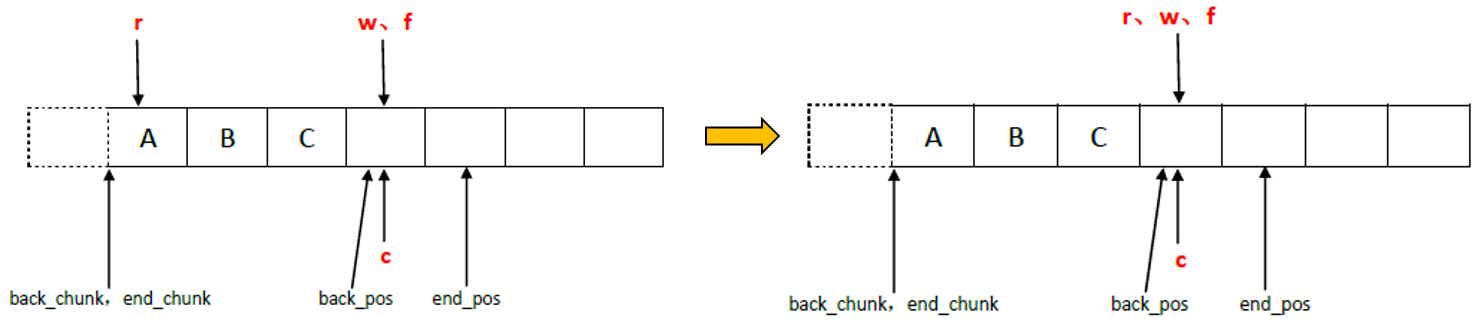 r
w、f
A B C
c
back_chunk，end_chunk
back_pos
end_pos
r、w、f
A B C
c
back_chunk，end_chunk
back_pos
end_pos